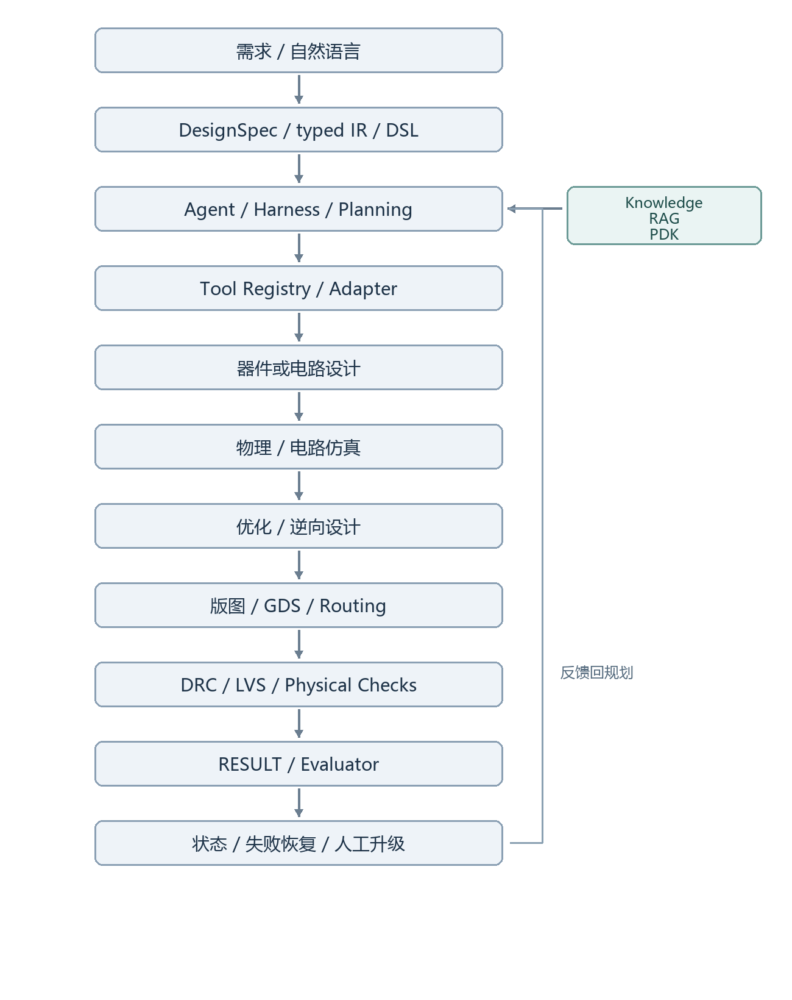 需求 / 自然语言
DesignSpec / typed IR / DSL
Agent / Harness / Planning
Knowledge
RAG
PDK
Tool Registry / Adapter
器件或电路设计
物理 / 电路仿真
优化 / 逆向设计
版图 / GDS / Routing
DRC / LVS / Physical Checks
反馈回规划
RESULT / Evaluator
状态 / 失败恢复 / 人工升级